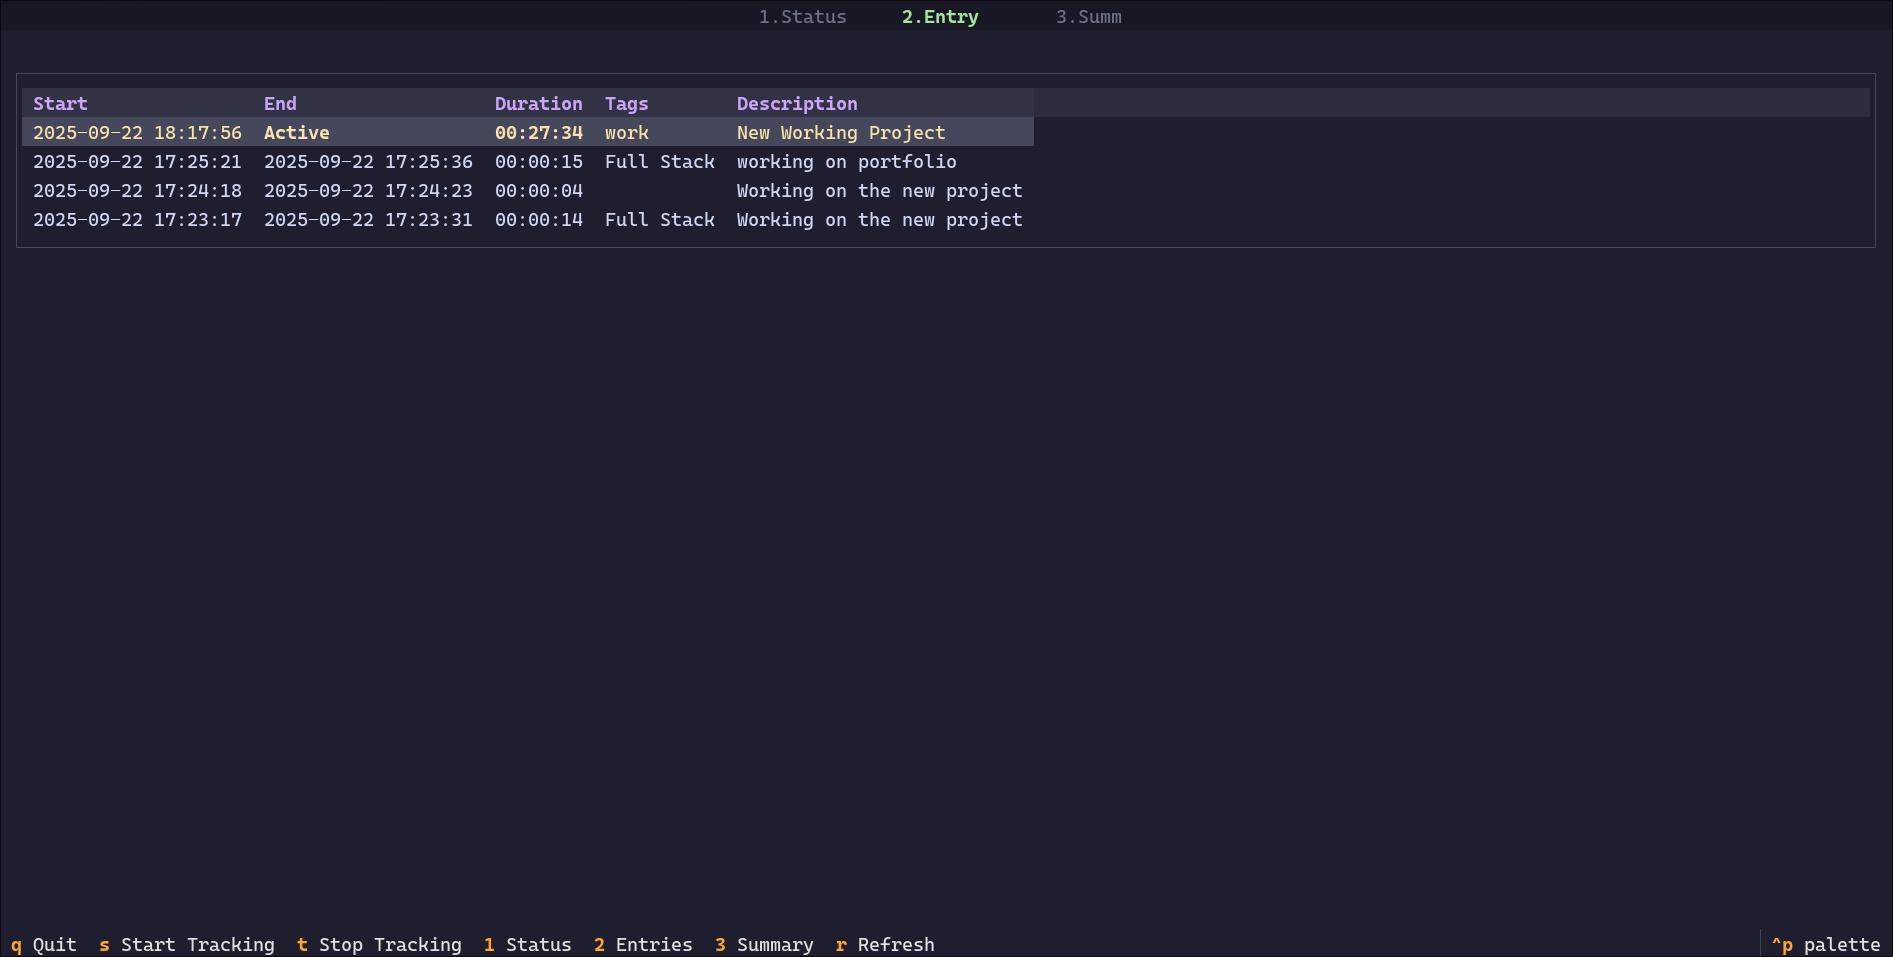 1.Status 2.Entry 3.Summ
Start End Duration Tags Description
2025-09-22 18:17:56 Active 00:27:34 work New Working Project
2025-09-22 17:25:21 2025-09-22 17:25:36 00:00:15 Full Stack working on portfolio
2025-09-22 17:24:18 2025-09-22 17:24:23 00:00:04 Working on the new project
2025-09-22 17:23:17 2025-09-22 17:23:31 00:00:14 Full Stack Working on the new project
q Quit s Start Tracking t Stop Tracking 1 Status 2 Entries 3 Summary r Refresh ^p palette